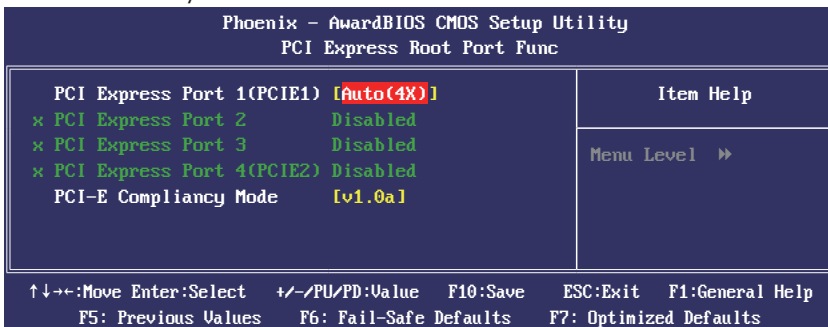 Phoenix - AwardBIOS CMOS Setup Utility
PCI Express Root Port Func
PCI Express Port 1(PCIE1) [Auto(4X)]
Item Help
x PCI Express Port 2 Disabled
x PCI Express Port 3 Disabled
Menu Level ▸▸
x PCI Express Port 4(PCIE2) Disabled
PCI-E Compliancy Mode [v1.0a]
↑↓→←:Move Enter:Select +/-/PU/PD:Value F10:Save ESC:Exit F1:General Help
F5: Previous Values F6: Fail-Safe Defaults F7: Optimized Defaults